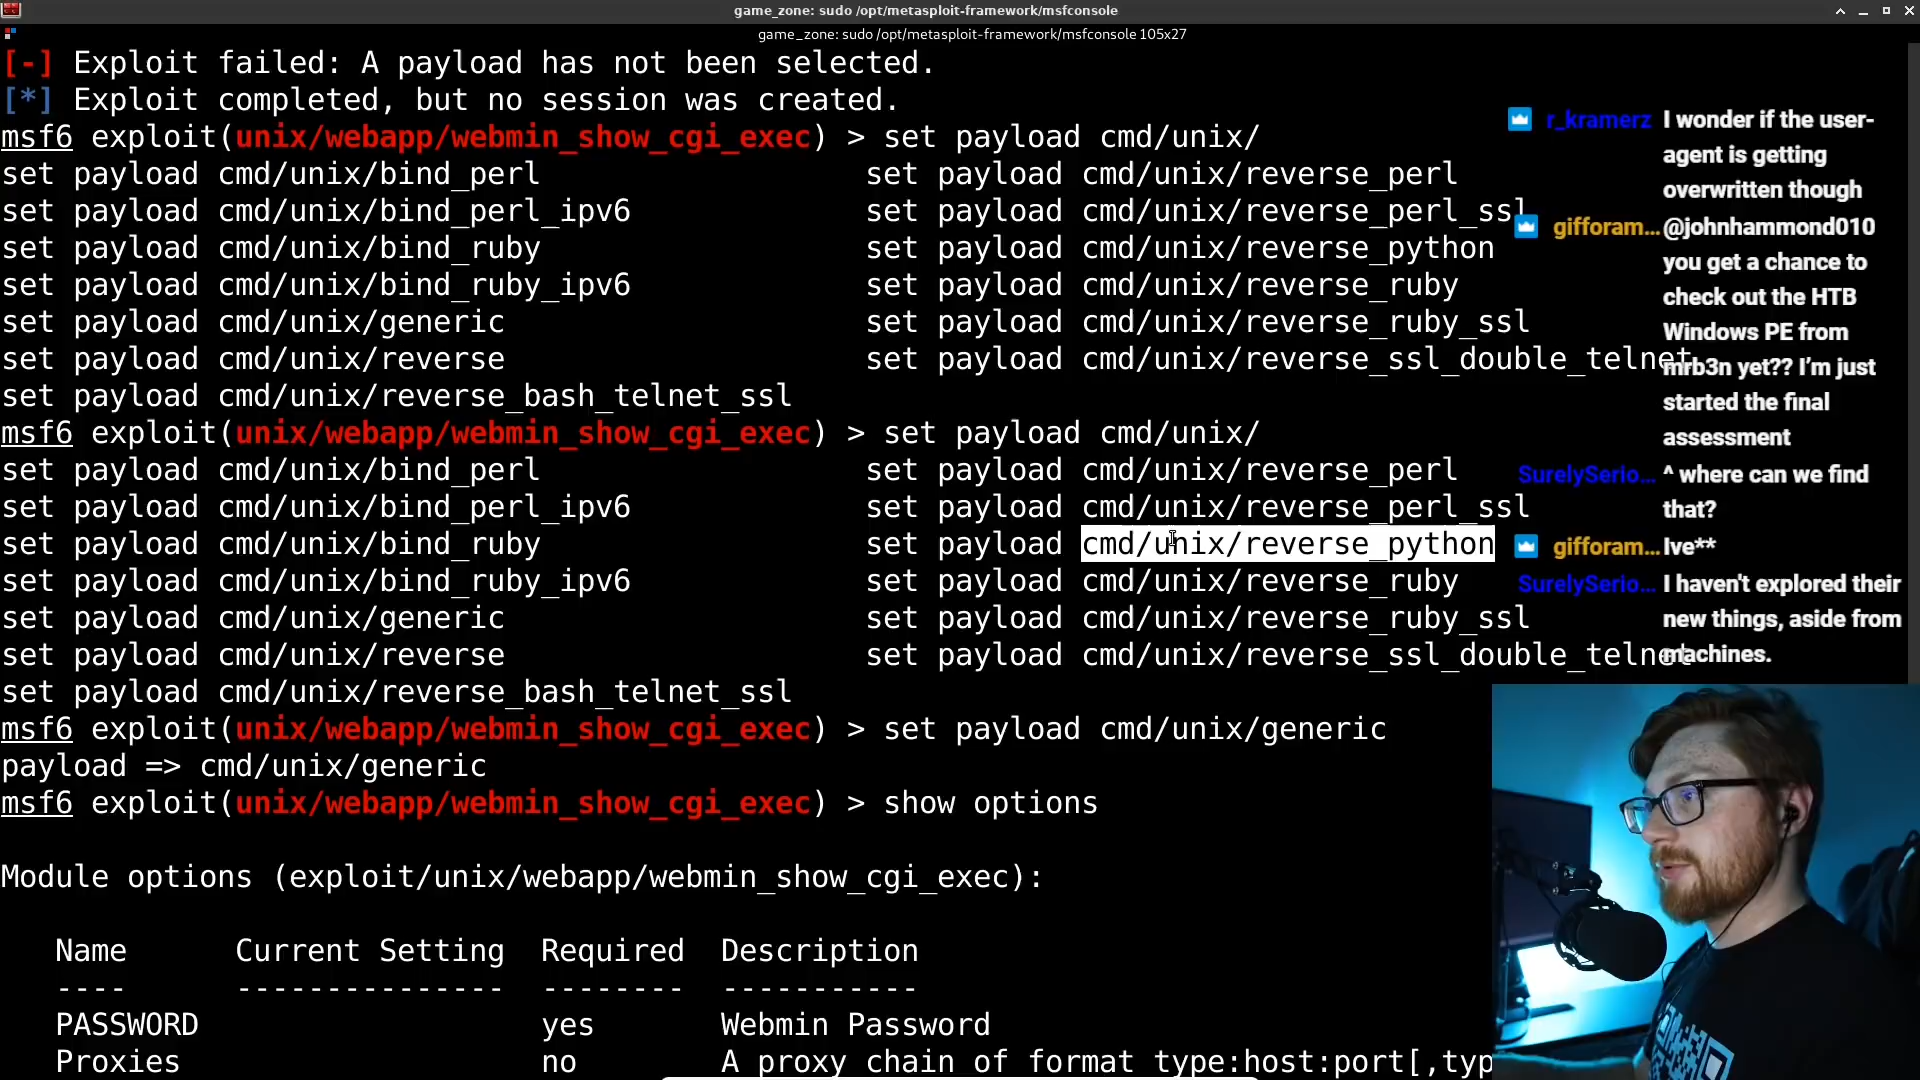 game_zone: sudo /opt/metasploit-framework/msfconsole
game_zone: sudo /opt/metasploit-framework/msfconsole 105x27
[-] Exploit failed: A payload has not been selected.
[*] Exploit completed, but no session was created.
msf6 exploit(unix/webapp/webmin_show_cgi_exec) > set payload cmd/unix/
set payload cmd/unix/bind_perl set payload cmd/unix/reverse_perl
set payload cmd/unix/bind_perl_ipv6 set payload cmd/unix/reverse_perl_ssl
set payload cmd/unix/bind_ruby set payload cmd/unix/reverse_python
set payload cmd/unix/bind_ruby_ipv6 set payload cmd/unix/reverse_ruby
set payload cmd/unix/generic set payload cmd/unix/reverse_ruby_ssl
set payload cmd/unix/reverse set payload cmd/unix/reverse_ssl_double_telnet
set payload cmd/unix/reverse_bash_telnet_ssl
msf6 exploit(unix/webapp/webmin_show_cgi_exec) > set payload cmd/unix/
set payload cmd/unix/bind_perl set payload cmd/unix/reverse_perl
set payload cmd/unix/bind_perl_ipv6 set payload cmd/unix/reverse_perl_ssl
set payload cmd/unix/bind_ruby set payload cmd/unix/reverse_python
set payload cmd/unix/bind_ruby_ipv6 set payload cmd/unix/reverse_ruby
set payload cmd/unix/generic set payload cmd/unix/reverse_ruby_ssl
set payload cmd/unix/reverse set payload cmd/unix/reverse_ssl_double_telnet
set payload cmd/unix/reverse_bash_telnet_ssl
msf6 exploit(unix/webapp/webmin_show_cgi_exec) > set payload cmd/unix/generic
payload => cmd/unix/generic
msf6 exploit(unix/webapp/webmin_show_cgi_exec) > show options
Module options (exploit/unix/webapp/webmin_show_cgi_exec):
Name Current Setting Required Description
---- --------------- -------- -----------
PASSWORD yes Webmin Password
Proxies no A proxy chain of format type:host:port[,typ
r_kramerz I wonder if the user-
agent is getting
overwritten though
gifforam... @johnhammond010
you get a chance to
check out the HTB
Windows PE from
mrb3n yet?? I’m just
started the final
assessment
SurelySerio... ^ where can we find
that?
gifforam... Ive**
SurelySerio... I haven't explored their
new things, aside from
machines.